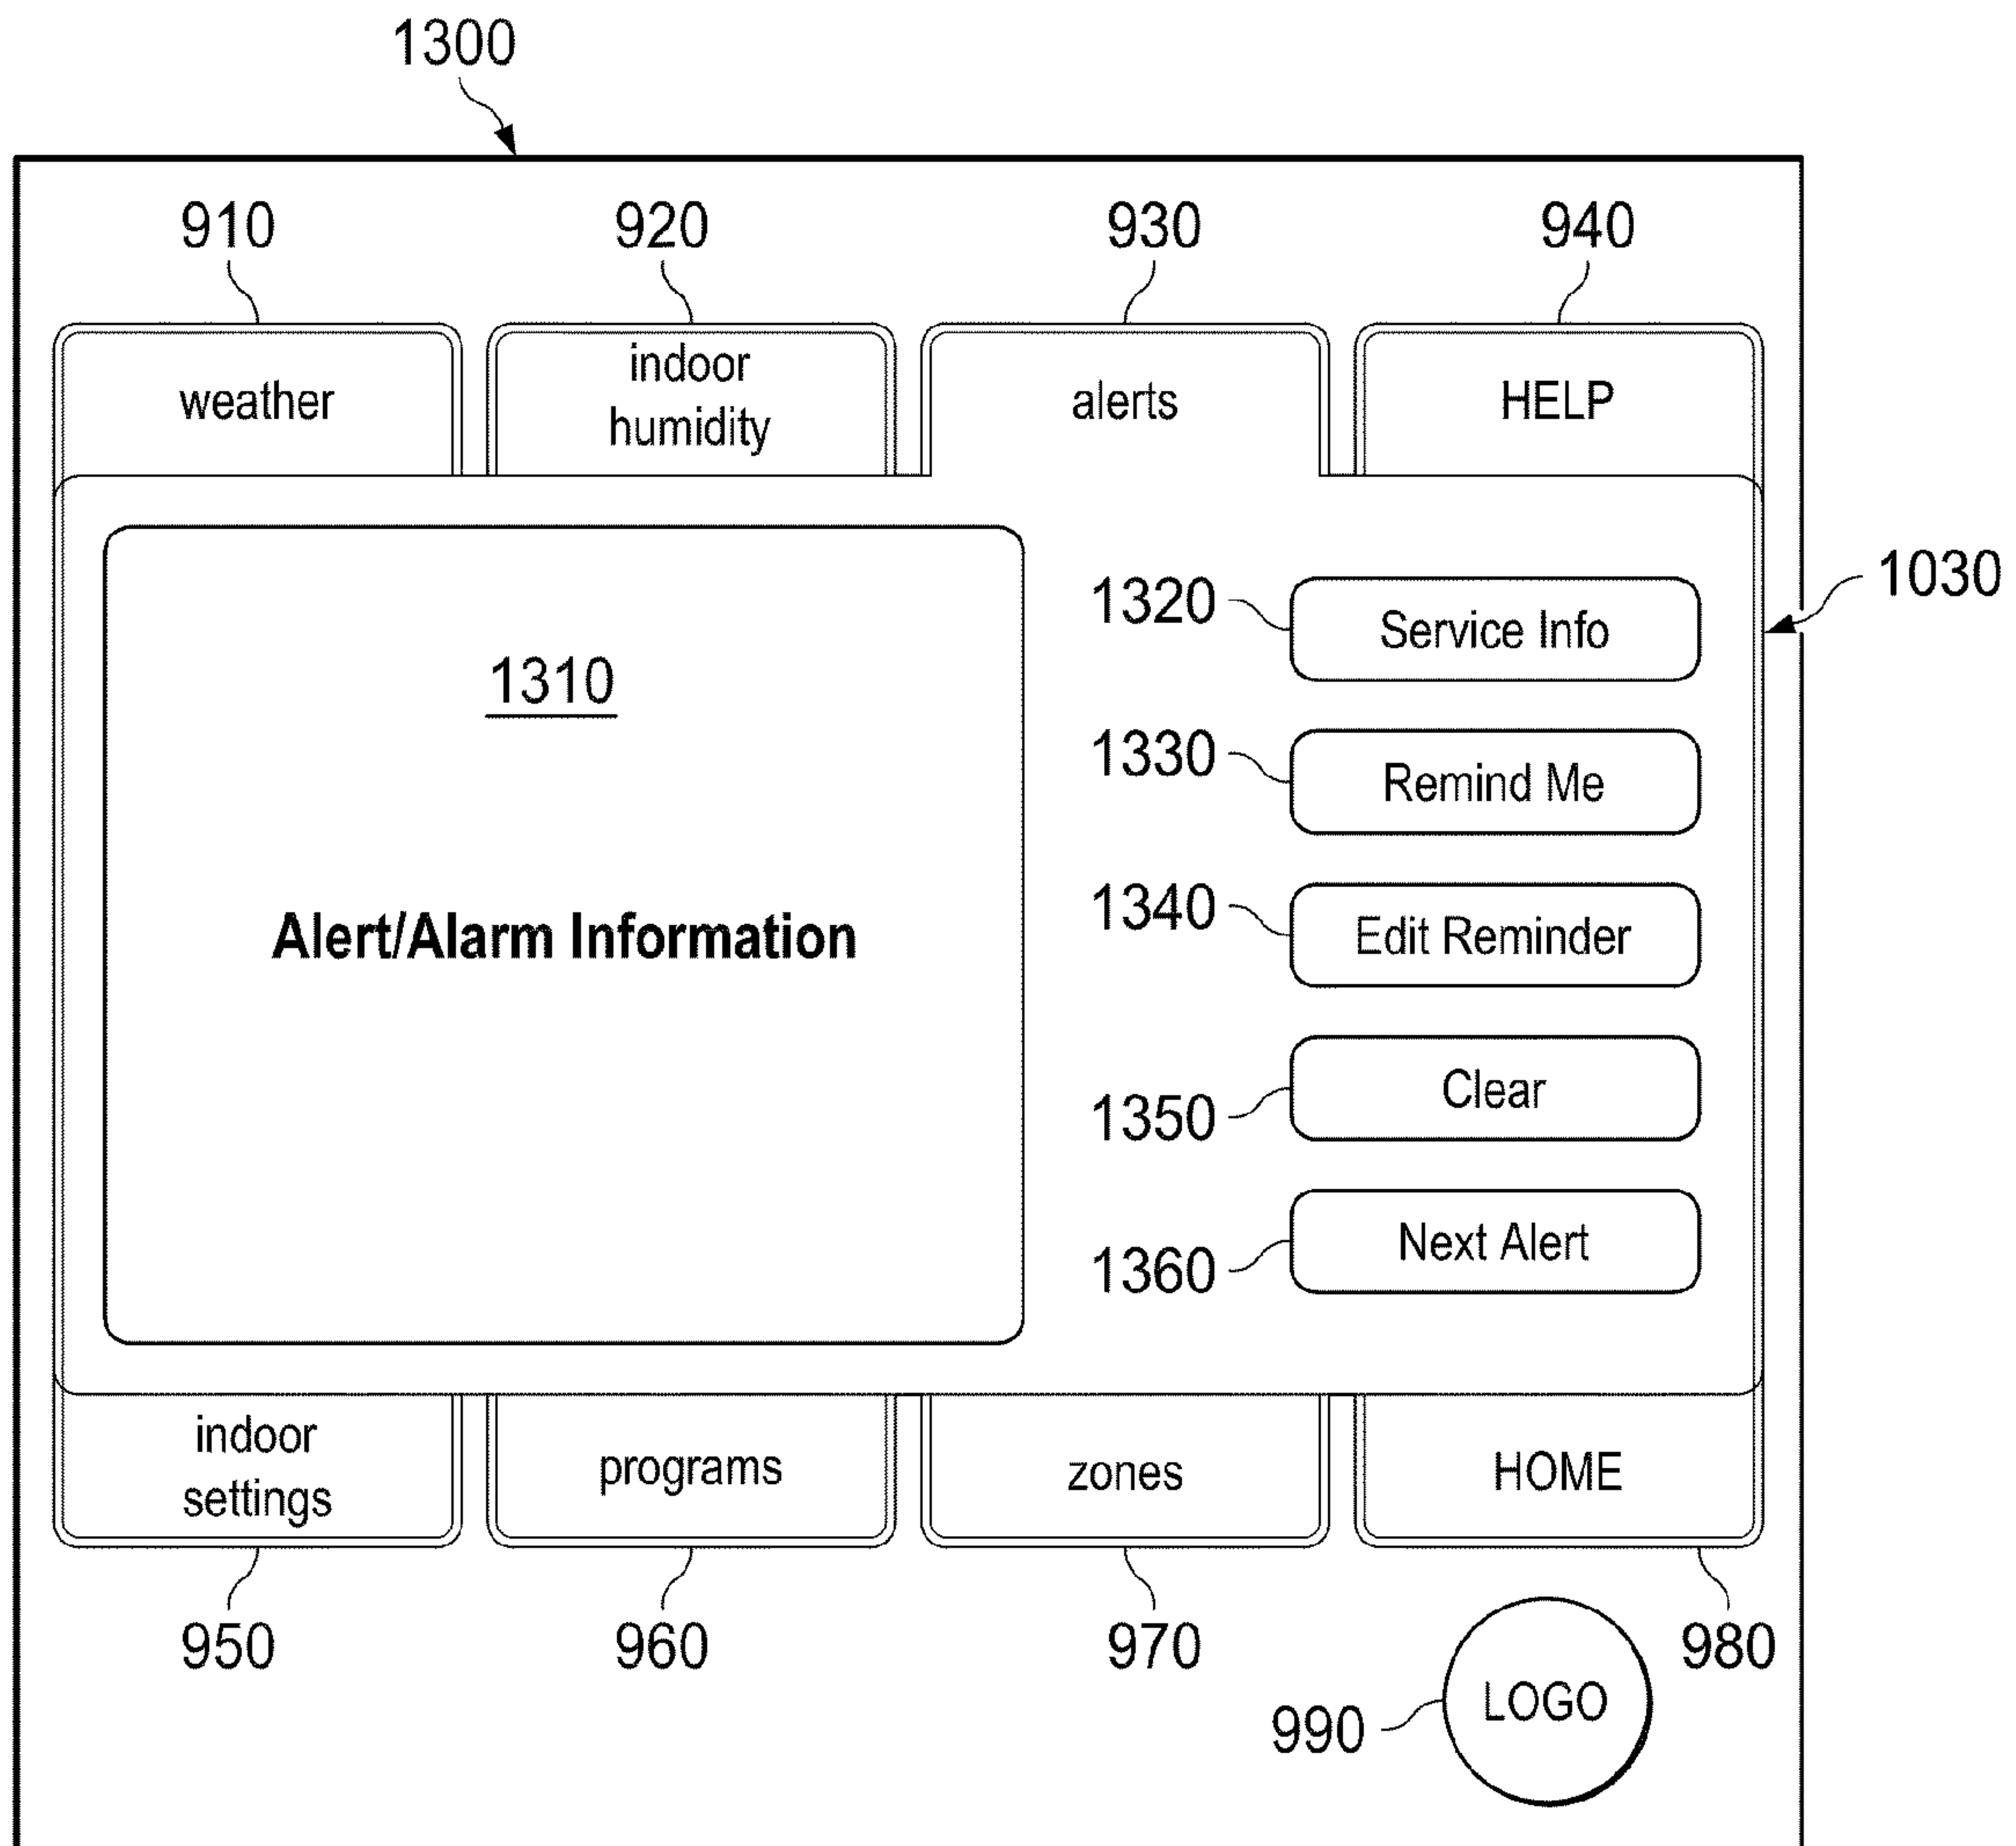 1300
910
920
930
940
weather
indoor
humidity
alerts
HELP
1030
1310
Alert/Alarm Information
1320
Service Info
1330
Remind Me
1340
Edit Reminder
1350
Clear
1360
Next Alert
indoor
settings
programs
zones
HOME
950
960
970
980
990
LOGO